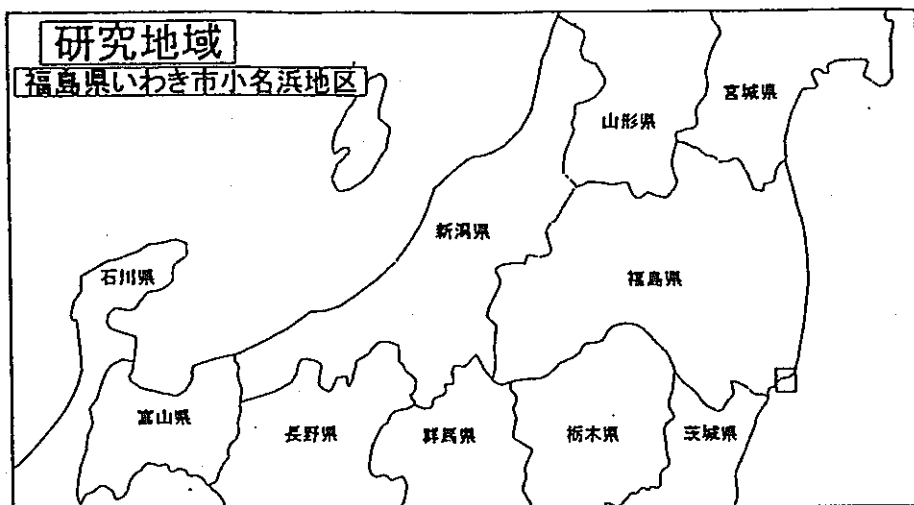 研究地域
福島県いわき市小名浜地区
宮城県
山形県
新潟県
石川県
福島県
富山県
長野県
群馬県
栃木県
茨城県